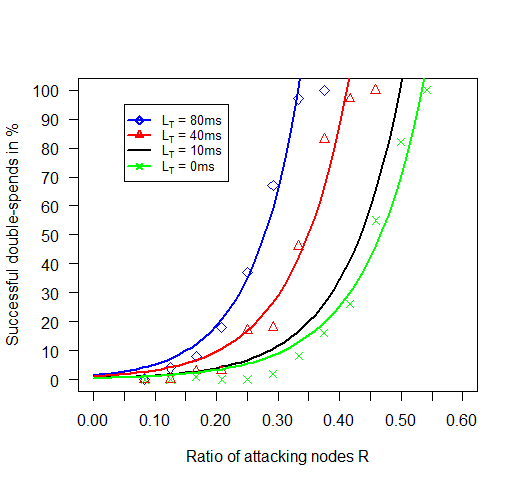 Successful double-spends in %
100
90
80
70
60
50
40
30
20
10
0
L_T = 80ms
L_T = 40ms
L_T = 10ms
L_T = 0ms
0.00 0.10 0.20 0.30 0.40 0.50 0.60
Ratio of attacking nodes R